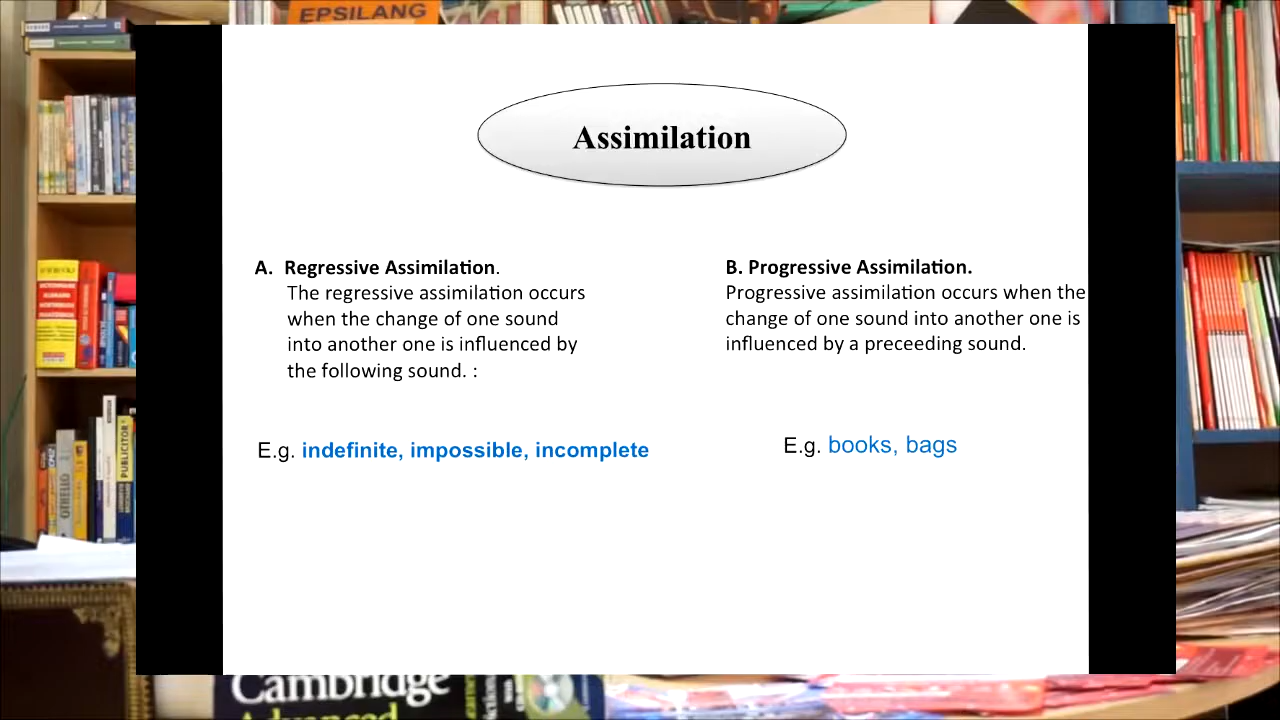 EPSILANG
Assimilation
A. Regressive Assimilation.
The regressive assimilation occurs
when the change of one sound
into another one is influenced by
the following sound. :
E.g. indefinite, impossible, incomplete
B. Progressive Assimilation.
Progressive assimilation occurs when the
change of one sound into another one is
influenced by a preceeding sound.
E.g. books, bags
OTHELLO
PUBLICITOR
Cambridge
Advanced